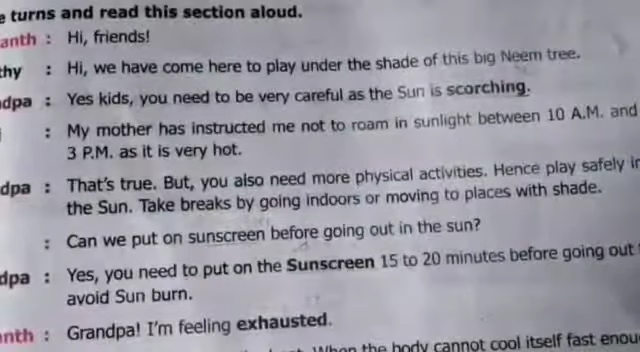 turns and read this section aloud.
anth : Hi, friends!
thy : Hi, we have come here to play under the shade of this big Neem tree.
dpa : Yes kids, you need to be very careful as the Sun is scorching.
: My mother has instructed me not to roam in sunlight between 10 A.M. and
3 P.M. as it is very hot.
dpa : That's true. But, you also need more physical activities. Hence play safely in
the Sun. Take breaks by going indoors or moving to places with shade.
: Can we put on sunscreen before going out in the sun?
dpa : Yes, you need to put on the Sunscreen 15 to 20 minutes before going out
avoid Sun burn.
anth : Grandpa! I'm feeling exhausted.
When the body cannot cool itself fast